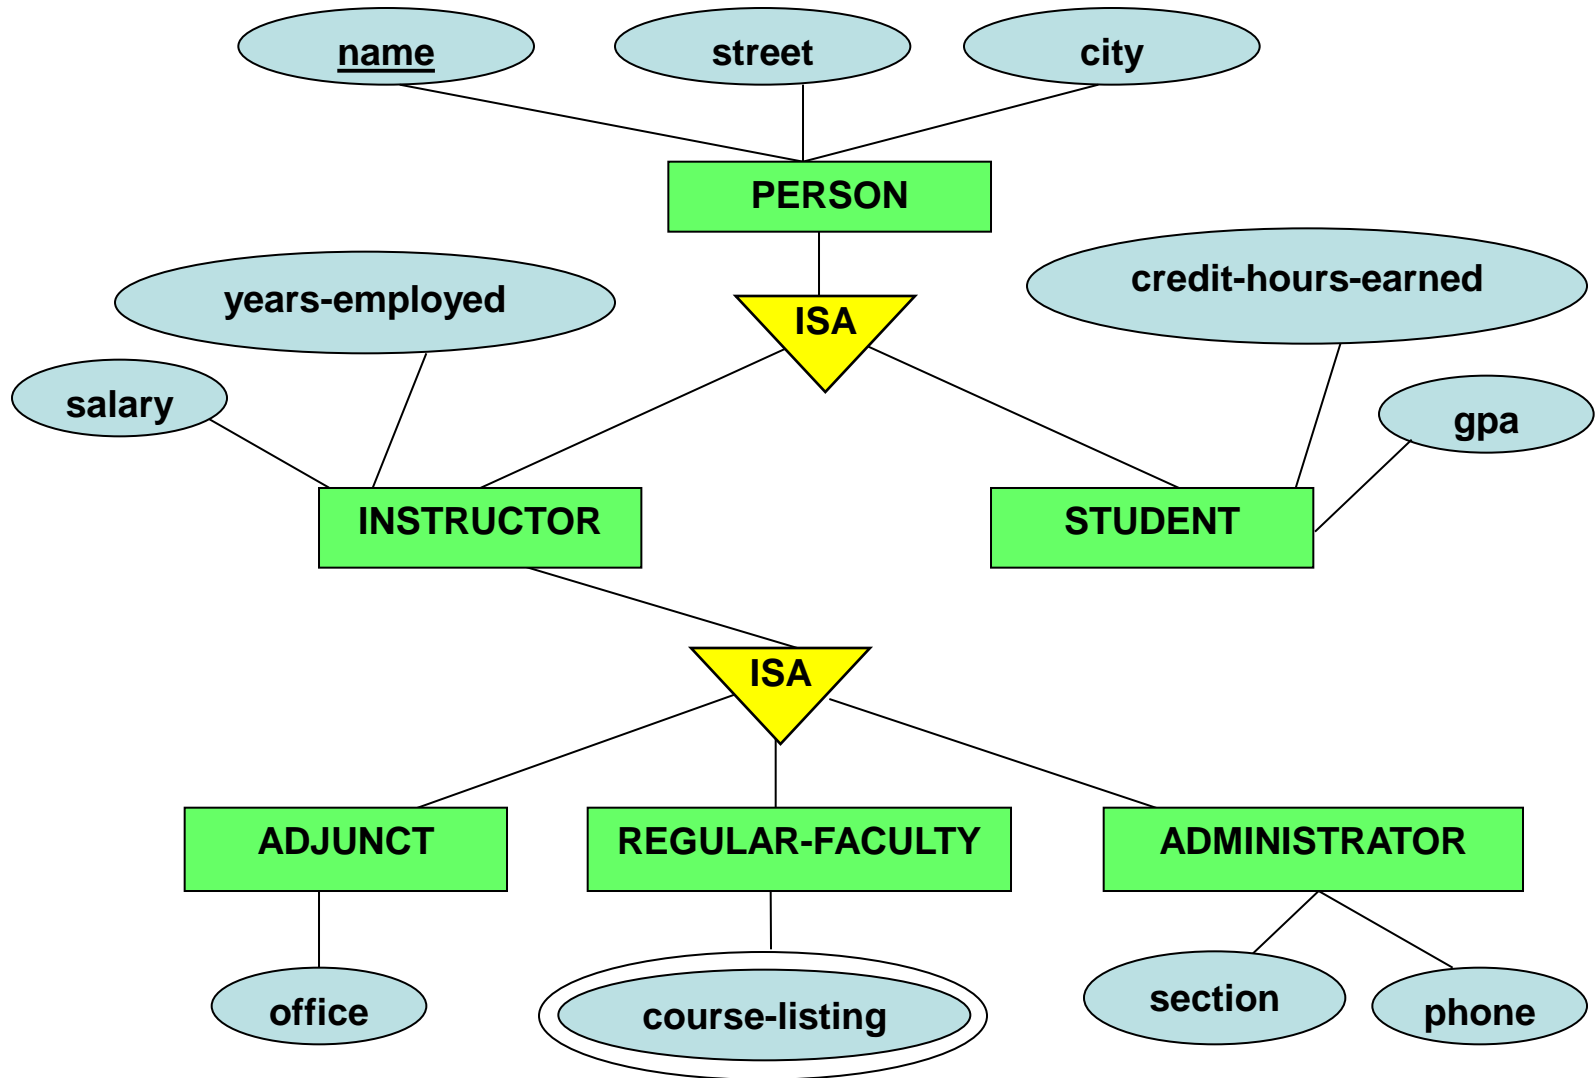 name
street
city
PERSON
years-employed
credit-hours-earned
ISA
salary
gpa
INSTRUCTOR
STUDENT
ISA
ADJUNCT
REGULAR-FACULTY
ADMINISTRATOR
office
course-listing
section
phone